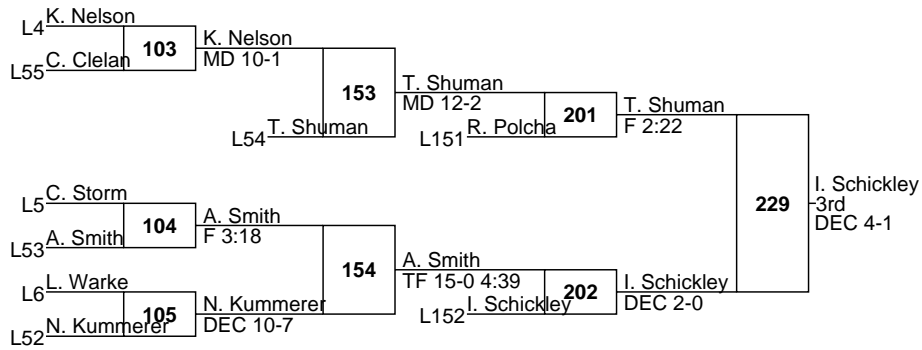 L4 K. Nelson
103
L55 C. Clelan
K. Nelson
MD 10-1
153
L54 T. Shuman
T. Shuman
MD 12-2
201
L151 R. Polcha
T. Shuman
F 2:22
L5 C. Storm
104
L53 A. Smith
A. Smith
F 3:18
154
L6 L. Warke
105
L52 N. Kummerer
N. Kummerer
DEC 10-7
A. Smith
TF 15-0 4:39
202
L152 I. Schickley
I. Schickley
DEC 2-0
229
I. Schickley
3rd
DEC 4-1